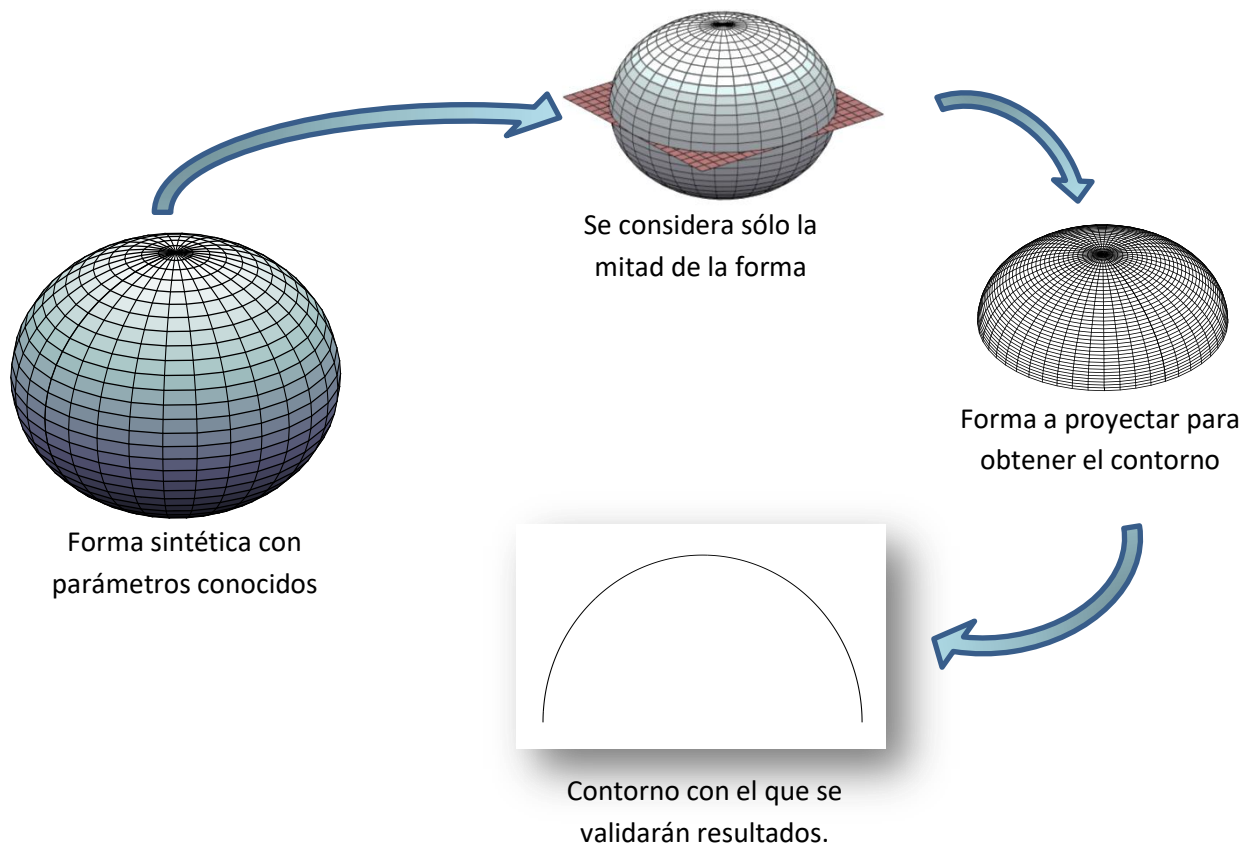 Forma sintética con
parámetros conocidos
Se considera sólo la
mitad de la forma
Forma a proyectar para
obtener el contorno
Contorno con el que se
validarán resultados.